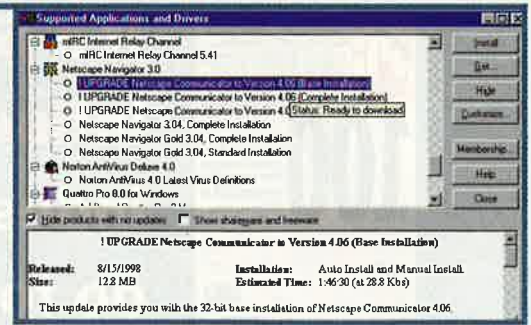 Supported Applications and Drivers
mIRC Internet Relay Channel
mIRC Internet Relay Channel 5.41
Netscape Navigator 3.0
! UPGRADE Netscape Communicator to Version 4.06 (Base Installation)
! UPGRADE Netscape Communicator to Version 4.06 (Complete Installation)
! UPGRADE Netscape Communicator to Version 4.0
Status: Ready to download
Netscape Navigator 3.04, Complete Installation
Netscape Navigator Gold 3.04, Complete Installation
Netscape Navigator Gold 3.04, Standard Installation
Norton AntiVirus Deluxe 4.0
Norton AntiVirus 4.0 Latest Virus Definitions
Quattro Pro 8.0 for Windows
Install
Hide
Customize...
Membership...
Help
Close
Hide products with no updates
Show shareware and freeware
! UPGRADE Netscape Communicator to Version 4.06 (Base Installation)
Released: 8/15/1998 Installation: Auto Install and Manual Install
Size: 12.8 MB Estimated Time: 1:46:30 (at 28.8 Kbs)
This update provides you with the 32-bit base installation of Netscape Communicator 4.06.